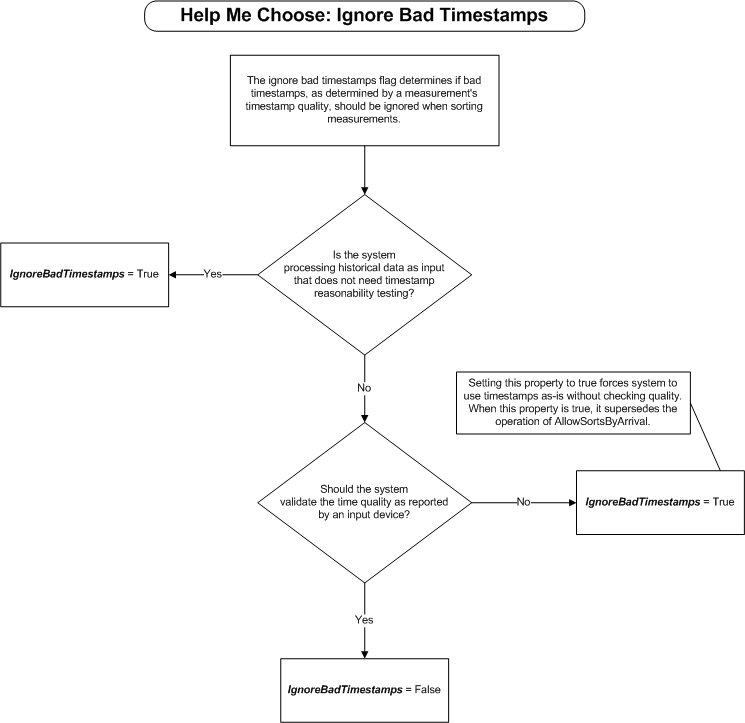 Help Me Choose: Ignore Bad Timestamps
The ignore bad timestamps flag determines if bad
timestamps, as determined by a measurement's
timestamp quality, should be ignored when sorting
measurements.
Is the system
processing historical data as input
that does not need timestamp
reasonability testing?
Yes
IgnoreBadTimestamps = True
No
Setting this property to true forces system to
use timestamps as-is without checking quality.
When this property is true, it supersedes the
operation of AllowSortsByArrival.
Should the system
validate the time quality as reported
by an input device?
No
IgnoreBadTimestamps = True
Yes
IgnoreBadTimestamps = False